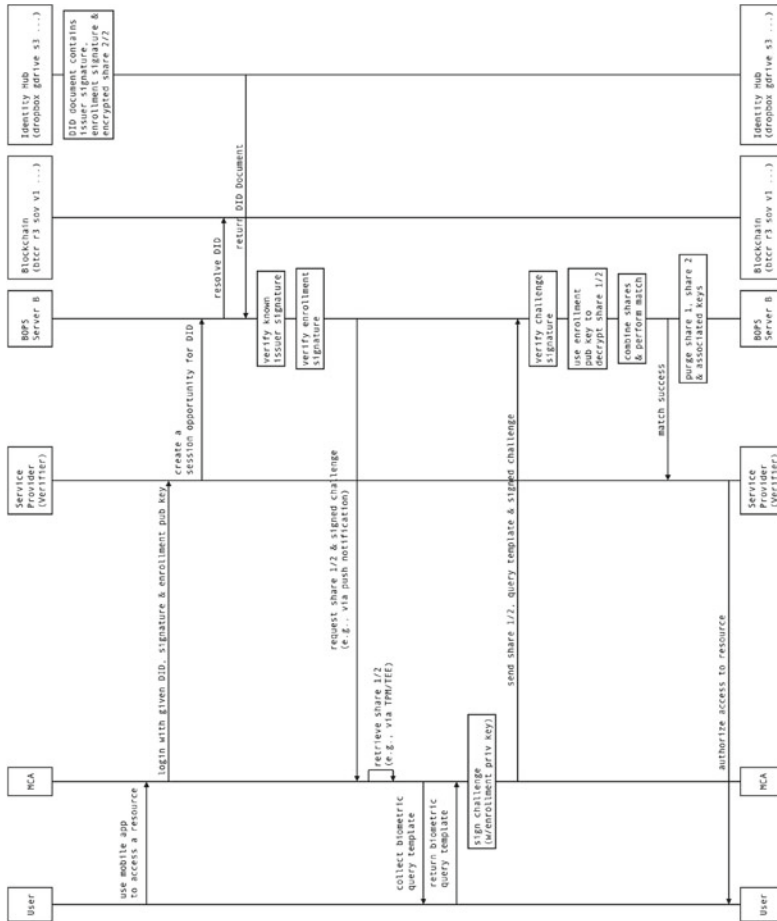 User
MCA
Service
Provider
(Verifier)
BOPS
Server B
Blockchain
(btcr r3 sov v1 ...)
Identity Hub
(dropbox gdrive s3 ...)
DID document contains
issuer signature,
enrollment signature &
encrypted share 2/2
use mobile app
to access a resource
login with given DID, signature & enrollment pub key
create a
session opportunity for DID
resolve DID
return DID Document
verify known
issuer signature
verify enrollment
signature
request share 1/2 & signed challenge
(e.g., via push notification)
retrieve share 1/2
(e.g., via TPM/TEE)
collect biometric
query template
return biometric
query template
sign challenge
(w/enrollment priv key)
send share 1/2, query template & signed challenge
verify challenge
signature
use enrollment
pub key to
decrypt share 1/2
combine shares
& perform match
match success
purge share 1, share 2
& associated keys
authorize access to resource
User
MCA
Service
Provider
(Verifier)
BOPS
Server B
Blockchain
(btcr r3 sov v1 ...)
Identity Hub
(dropbox gdrive s3 ...)